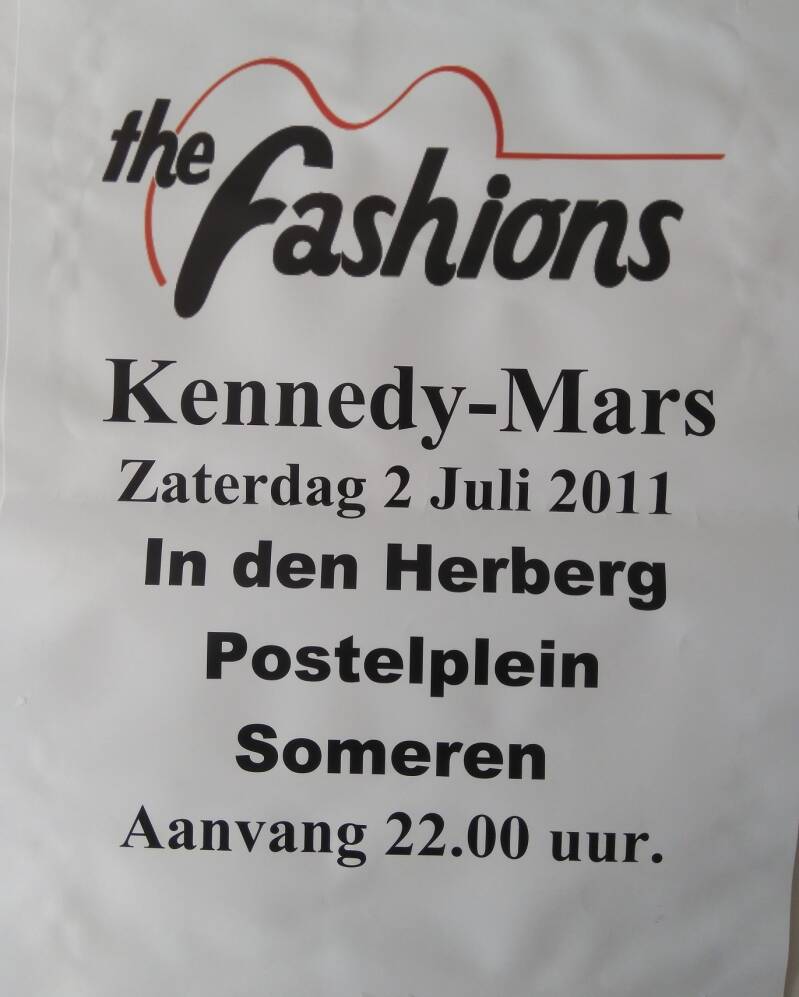 the Fashions
Kennedy-Mars
Zaterdag 2 Juli 2011
In den Herberg
Postelplein
Someren
Aanvang 22.00 uur.